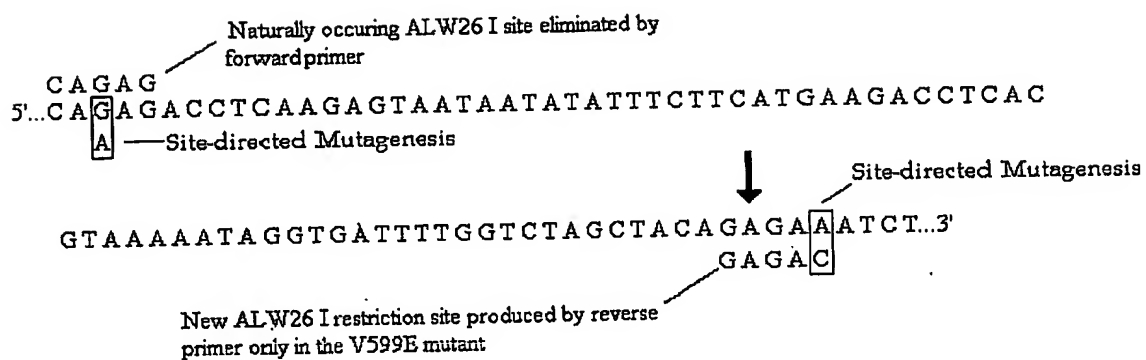 Naturally occuring ALW26 I site eliminated by
forward primer
CAGAG
5'...CAGAGACCTCAAGAGTAATAATATATTTCTTCATGAAGACCTCAC
A
Site-directed Mutagenesis
Site-directed Mutagenesis
GTAAAAATAGGTGATTTTGGTCTAGCTACAGAGAAATCT...3'
GAGAC
New ALW26 I restriction site produced by reverse
primer only in the V599E mutant